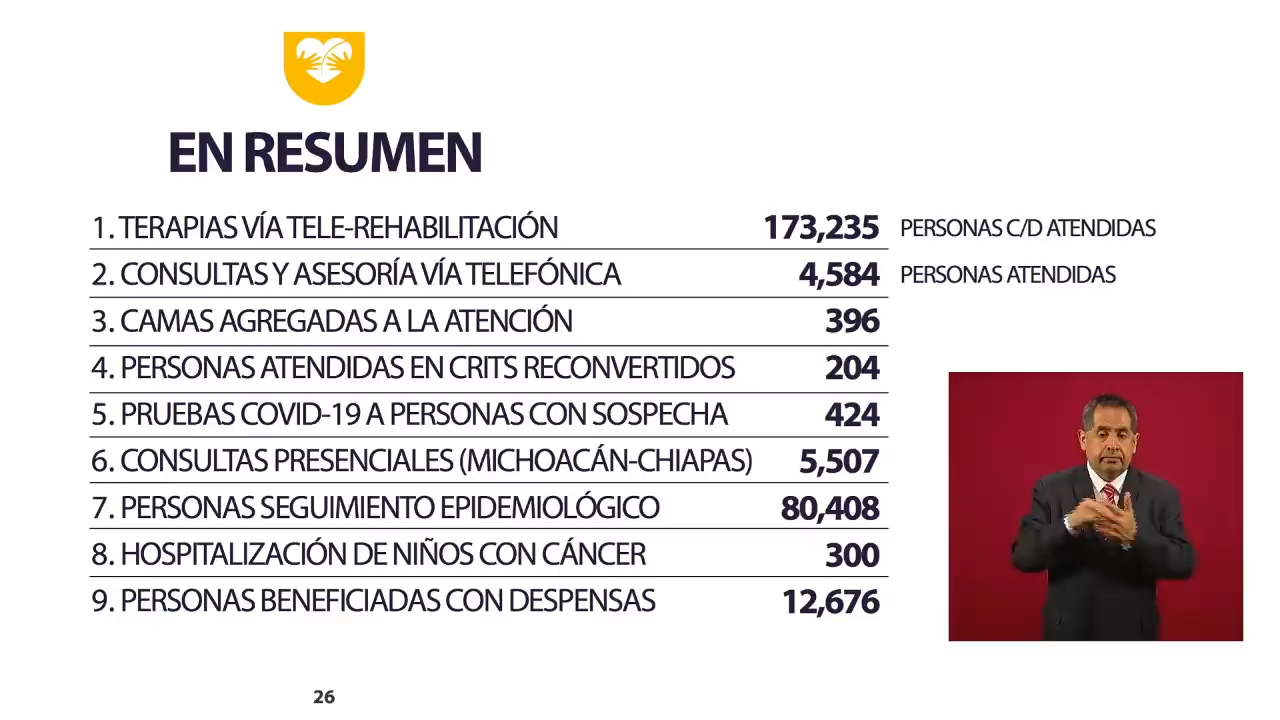 EN RESUMEN
1. TERAPIAS VÍA TELE-REHABILITACIÓN 173,235 PERSONAS C/D ATENDIDAS
2. CONSULTAS Y ASESORÍA VÍA TELEFÓNICA 4,584 PERSONAS ATENDIDAS
3. CAMAS AGREGADAS A LA ATENCIÓN 396
4. PERSONAS ATENDIDAS EN CRITS RECONVERTIDOS 204
5. PRUEBAS COVID-19 A PERSONAS CON SOSPECHA 424
6. CONSULTAS PRESENCIALES (MICHOACÁN-CHIAPAS) 5,507
7. PERSONAS SEGUIMIENTO EPIDEMIOLÓGICO 80,408
8. HOSPITALIZACIÓN DE NIÑOS CON CÁNCER 300
9. PERSONAS BENEFICIADAS CON DESPENSAS 12,676
26